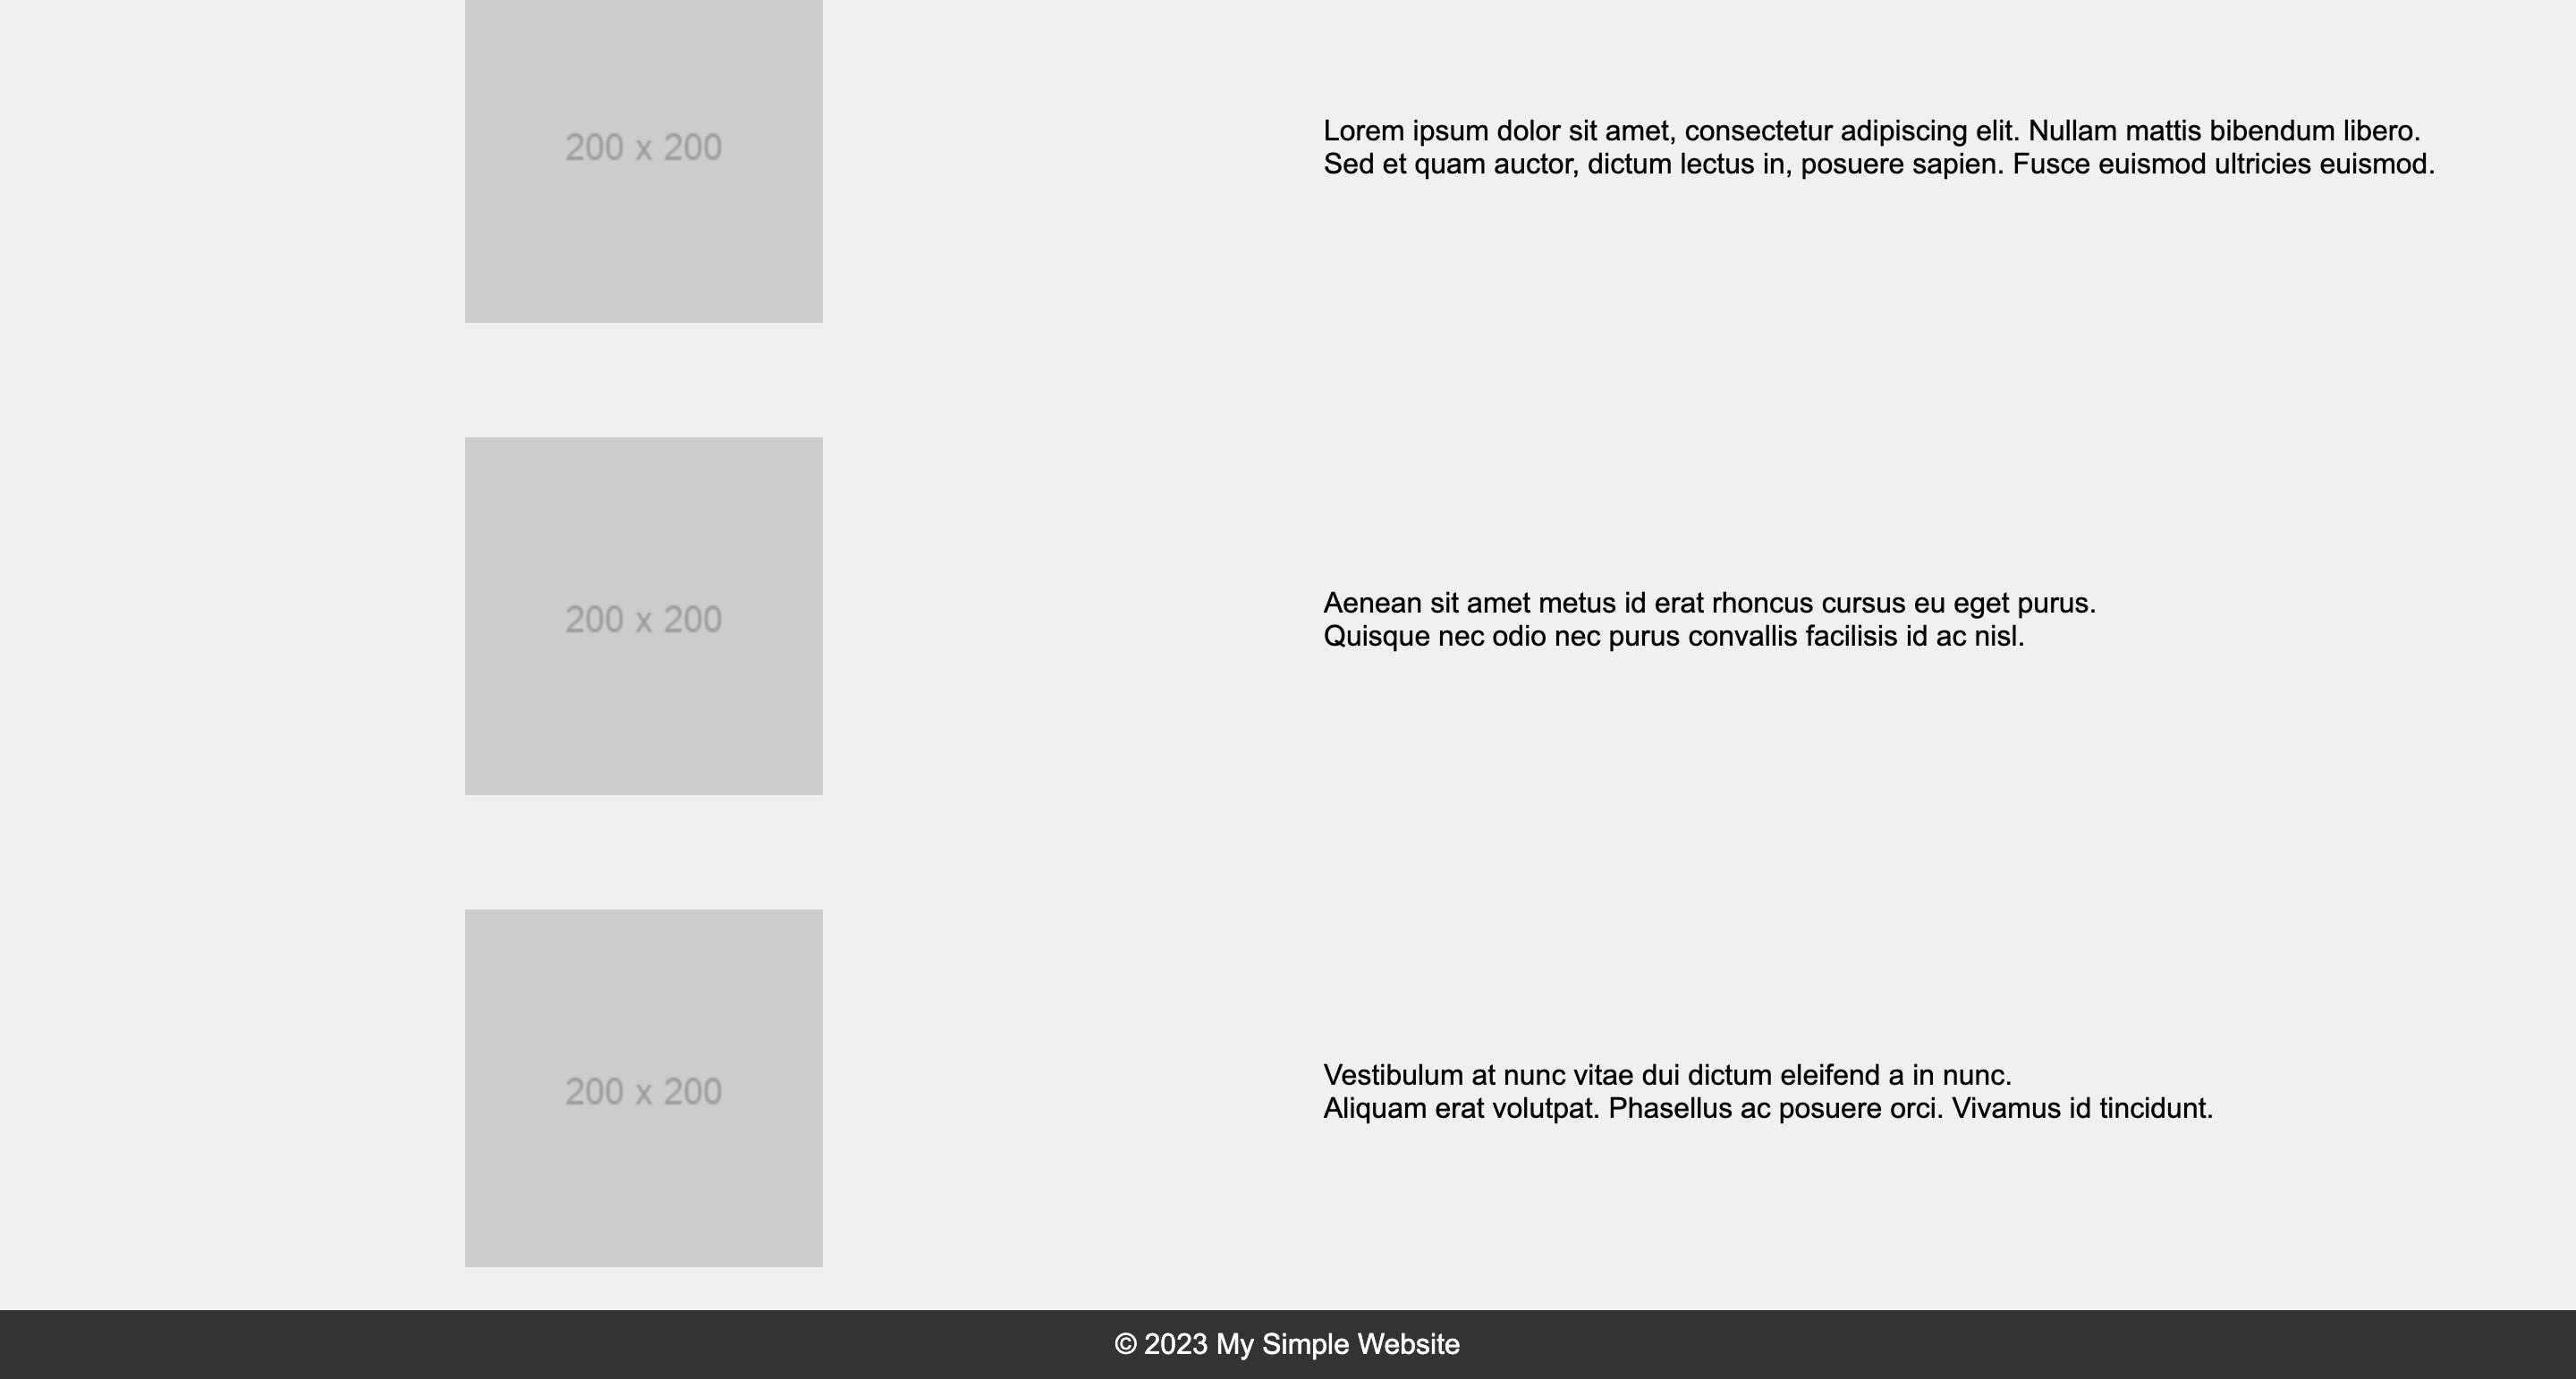 200 x 200
Lorem ipsum dolor sit amet, consectetur adipiscing elit. Nullam mattis bibendum libero.
Sed et quam auctor, dictum lectus in, posuere sapien. Fusce euismod ultricies euismod.
200 x 200
Aenean sit amet metus id erat rhoncus cursus eu eget purus.
Quisque nec odio nec purus convallis facilisis id ac nisl.
200 x 200
Vestibulum at nunc vitae dui dictum eleifend a in nunc.
Aliquam erat volutpat. Phasellus ac posuere orci. Vivamus id tincidunt.
© 2023 My Simple Website